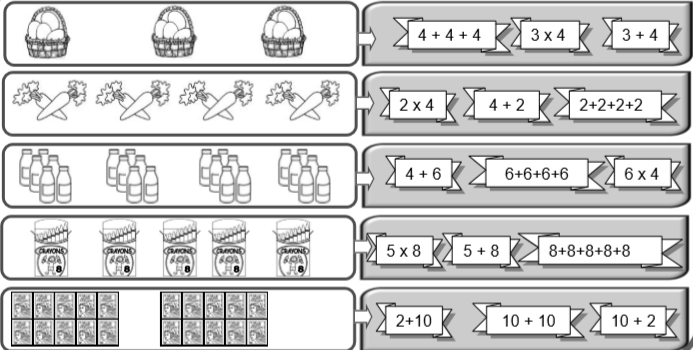 4 + 4 + 4 3 x 4 3 + 4
2 x 4 4 + 2 2+2+2+2
4 + 6 6+6+6+6 6 x 4
CRAYONS CRAYONS CRAYONS CRAYONS CRAYONS
8 8 8 8 8
5 x 8 5 + 8 8+8+8+8+8
2+10 10 + 10 10 + 2